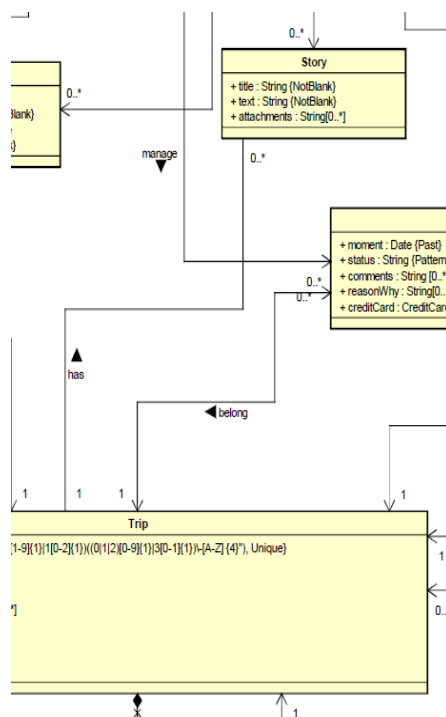 0..*
Story
+ title : String {NotBlank}
+ text : String {NotBlank}
+ attachments : String[0..*]
0..*
lank}
manage
0..*
+ moment : Date {Past}
+ status : String {Pattern
+ comments : String [0..*
+ reasonWhy : String[0..
+ creditCard : CreditCar
0..*
0..*
has
belong
1
1
1
1
Trip
[1-9]{1}|1[0-2]{1})((0|1|2)[0-9]{1}|3[0-1]{1})\-[A-Z] {4}"), Unique}
1
*]
0..
1